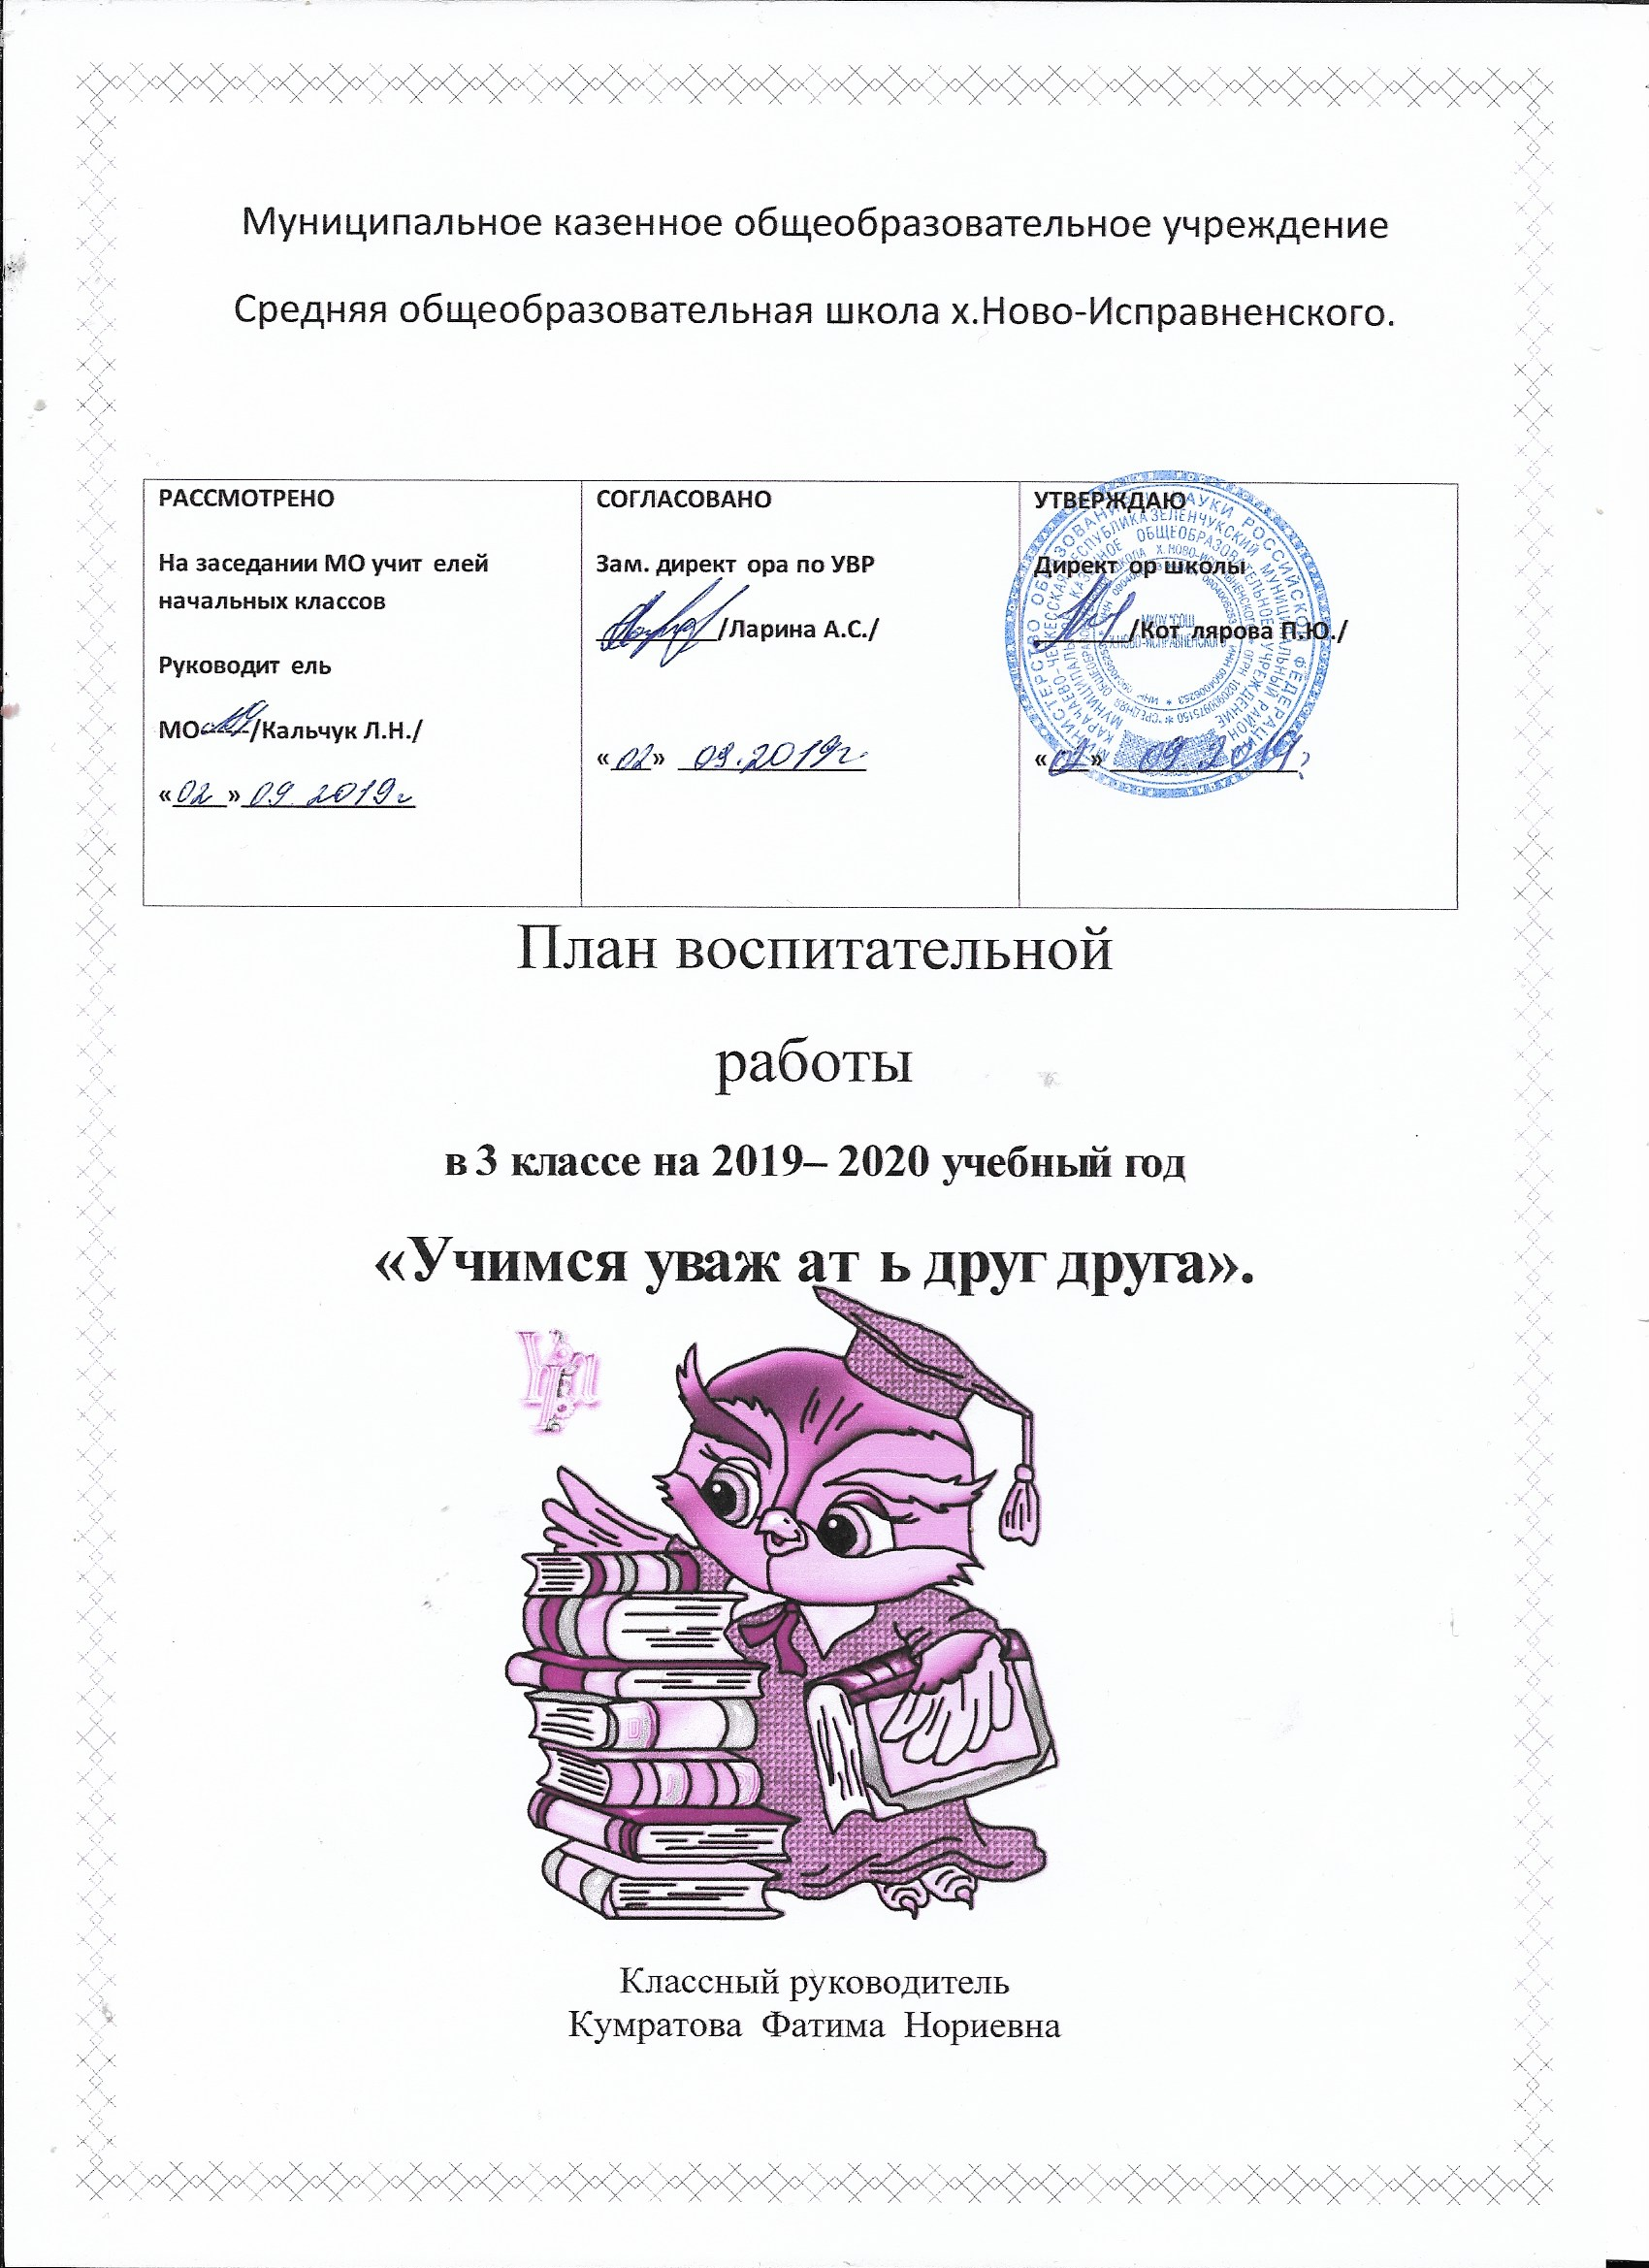 Муниципальное казенное общеобразовательное учреждение
Средняя общеобразовательная школа х.Ново-Исправненского.
РАССМОТРЕНО
На заседании МО учит елей
начальных классов
Руководит ель
МО /Кальчук Л.Н./
«02» 09 2019г
СОГЛАСОВАНО
Зам. директ ора по УВР
/Ларина А.С./
«02» 09.2019г
УТВЕРЖДАЮ
Директ ор школы
/Кот лярова П.Ю./
«02» 09 2019г
План воспитательной
работы
в 3 классе на 2019– 2020 учебный год
«Учимся уваж ат ь друг друга».
Классный руководитель
Кумратова Фатима Нориевна